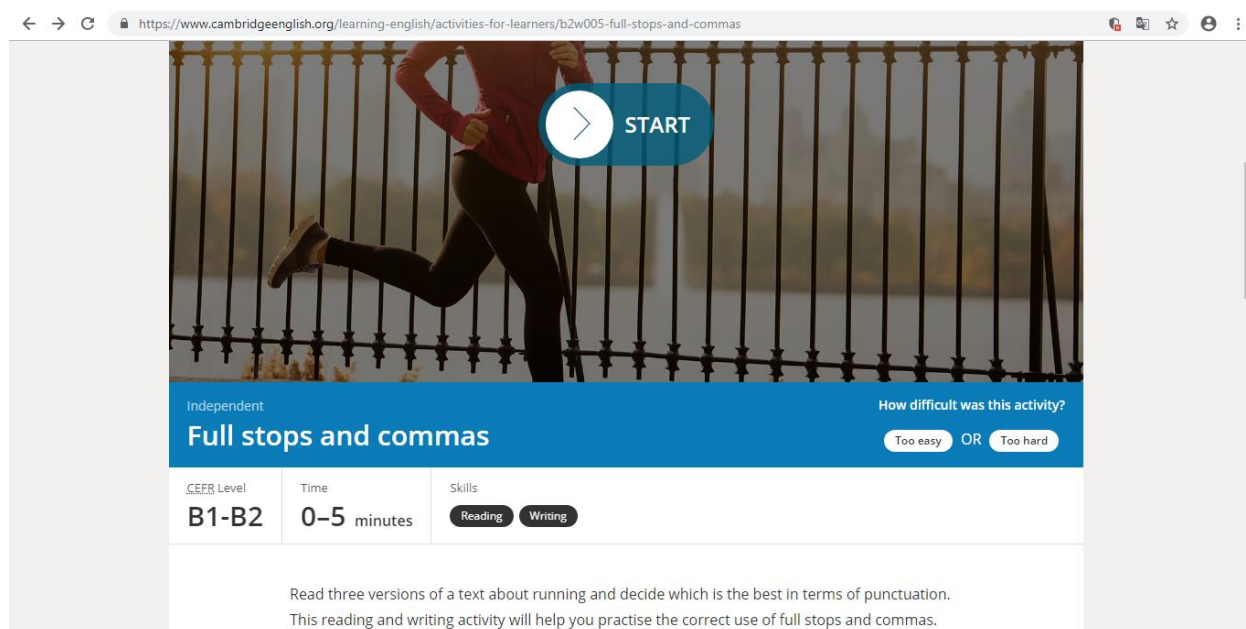 https://www.cambridgeenglish.org/learning-english/activities-for-learners/b2w005-full-stops-and-commas
START
Independent
Full stops and commas
How difficult was this activity?
Too easy OR Too hard
CEFR Level
B1-B2
Time
0–5 minutes
Skills
Reading Writing
Read three versions of a text about running and decide which is the best in terms of punctuation.
This reading and writing activity will help you practise the correct use of full stops and commas.